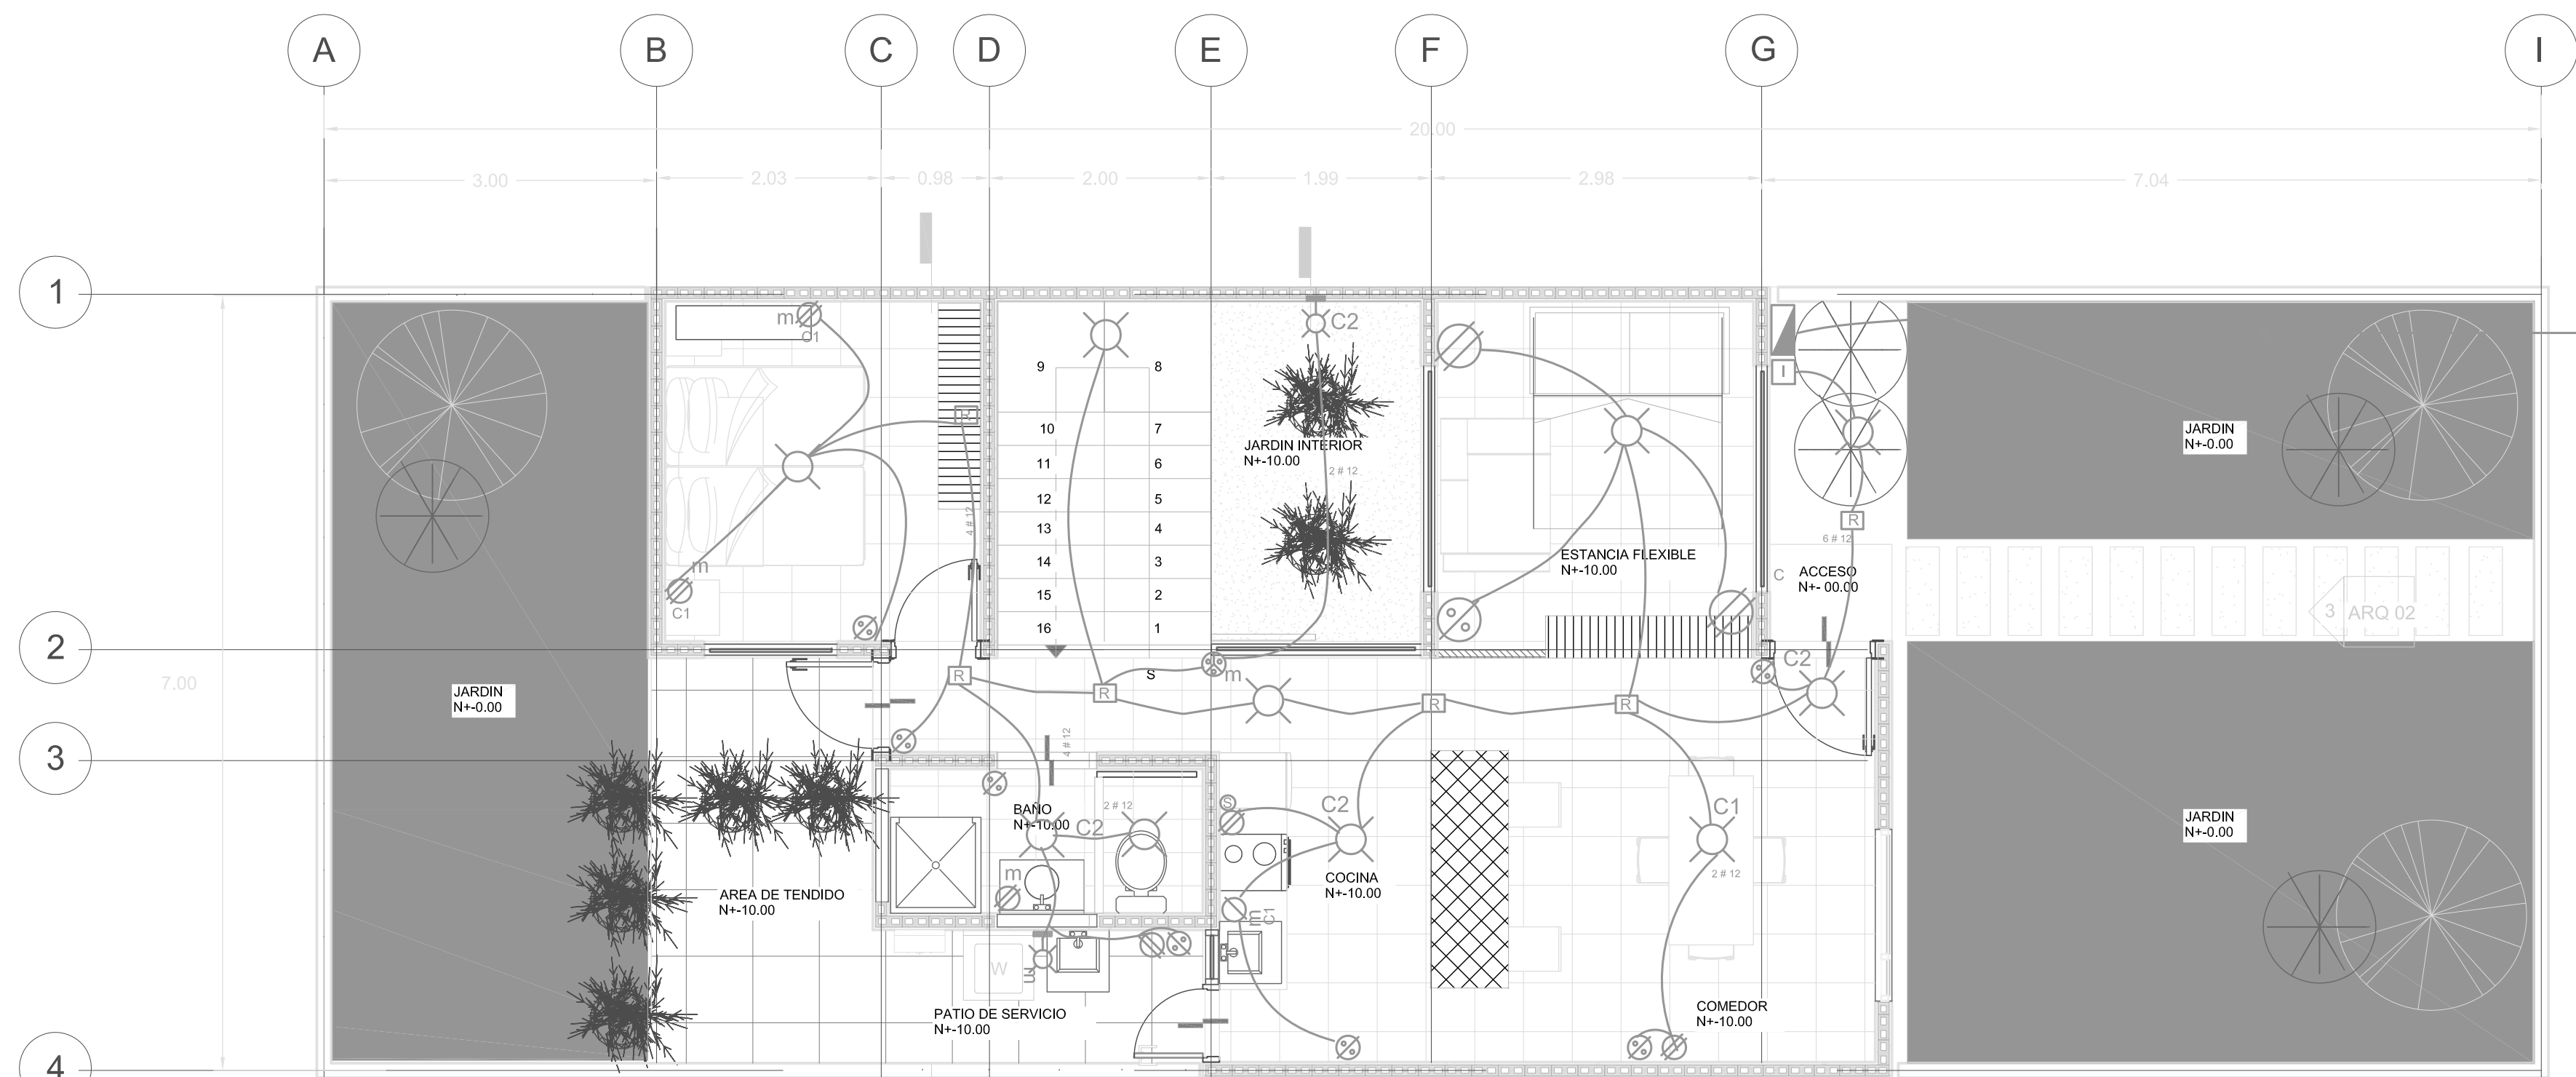 A B C D E F G I
20.00
3.00 2.03 0.98 2.00 1.99 2.98 7.04
1
m
C1
C2
9 8
I
R
10 7
JARDIN INTERIOR
N+-10.00
JARDIN
N+-0.00
11 6
2 # 12
12 5
13 4
4 # 12
R
6 # 12
14 3
ESTANCIA FLEXIBLE
N+-10.00
m
C ACCESO
N+- 00.00
15 2
C1
3 ARQ 02
16 1
2
7.00
S
m
C2
R
R
R
R
JARDIN
N+-0.00
4 # 12
3
BAÑO
N+-10.00
2 # 12
C2
S
C2
C1
JARDIN
N+-0.00
m
COCINA
N+-10.00
2 # 12
AREA DE TENDIDO
N+-10.00
m
C1
W
m
PATIO DE SERVICIO
N+-10.00
COMEDOR
N+-10.00
4